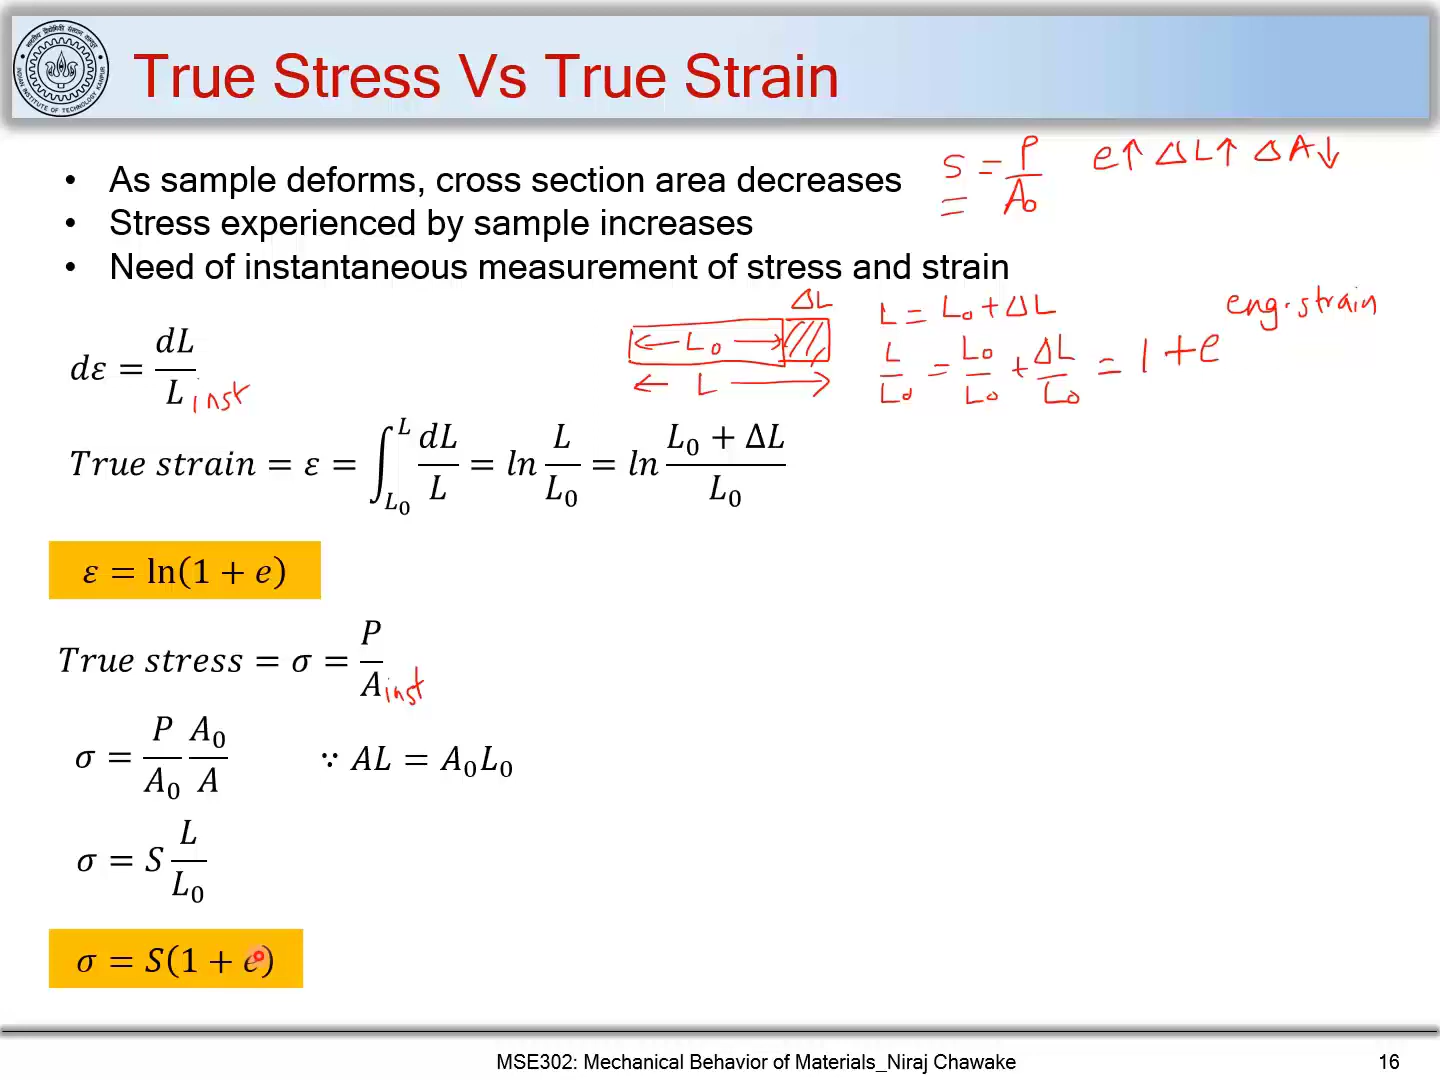 True Stress Vs True Strain
• As sample deforms, cross section area decreases
S = P/A₀ e↑ ΔL↑ ΔA↓
• Stress experienced by sample increases
• Need of instantaneous measurement of stress and strain
ΔL
L₀
L
L = L₀ + ΔL
eng. strain
L/L₀ = L₀/L₀ + ΔL/L₀ = 1 + e
dε = dL/L inst
True strain = ε = ∫_{L₀}^{L} dL/L = ln L/L₀ = ln (L₀ + ΔL)/L₀
ε = ln(1 + e)
True stress = σ = P/A inst
σ = P/A₀ A₀/A ∵ AL = A₀L₀
σ = S L/L₀
σ = S(1 + e)
MSE302: Mechanical Behavior of Materials_Niraj Chawake
16